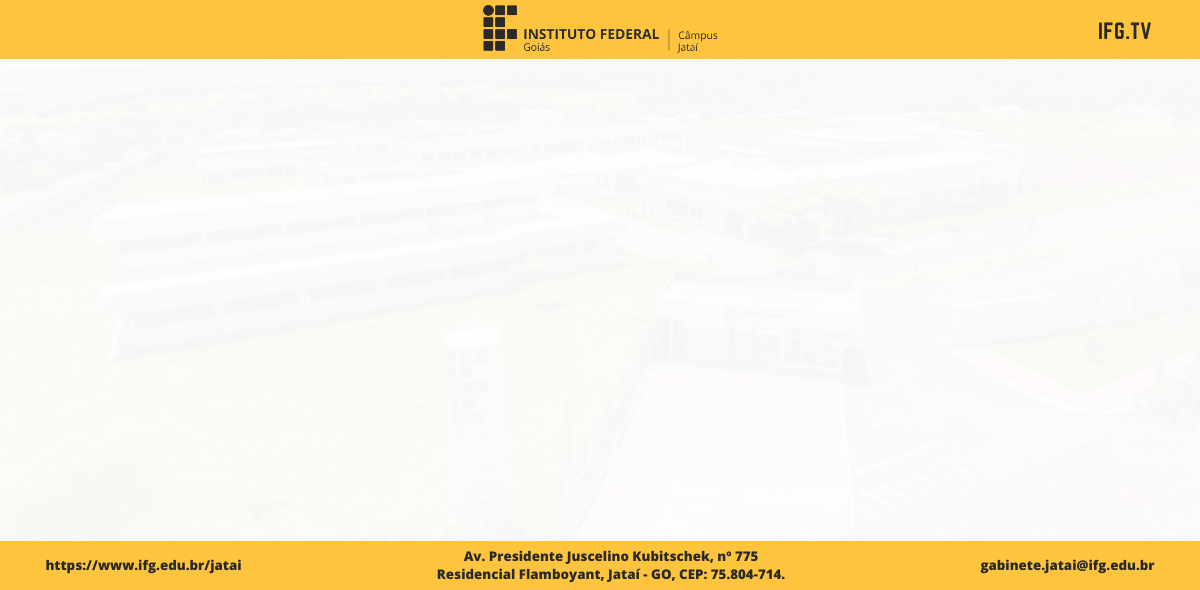 INSTITUTO FEDERAL
Goiás
Câmpus
Jataí
IFG.TV
https://www.ifg.edu.br/jatai
Av. Presidente Juscelino Kubitschek, nº 775
Residencial Flamboyant, Jataí - GO, CEP: 75.804-714.
gabinete.jatai@ifg.edu.br